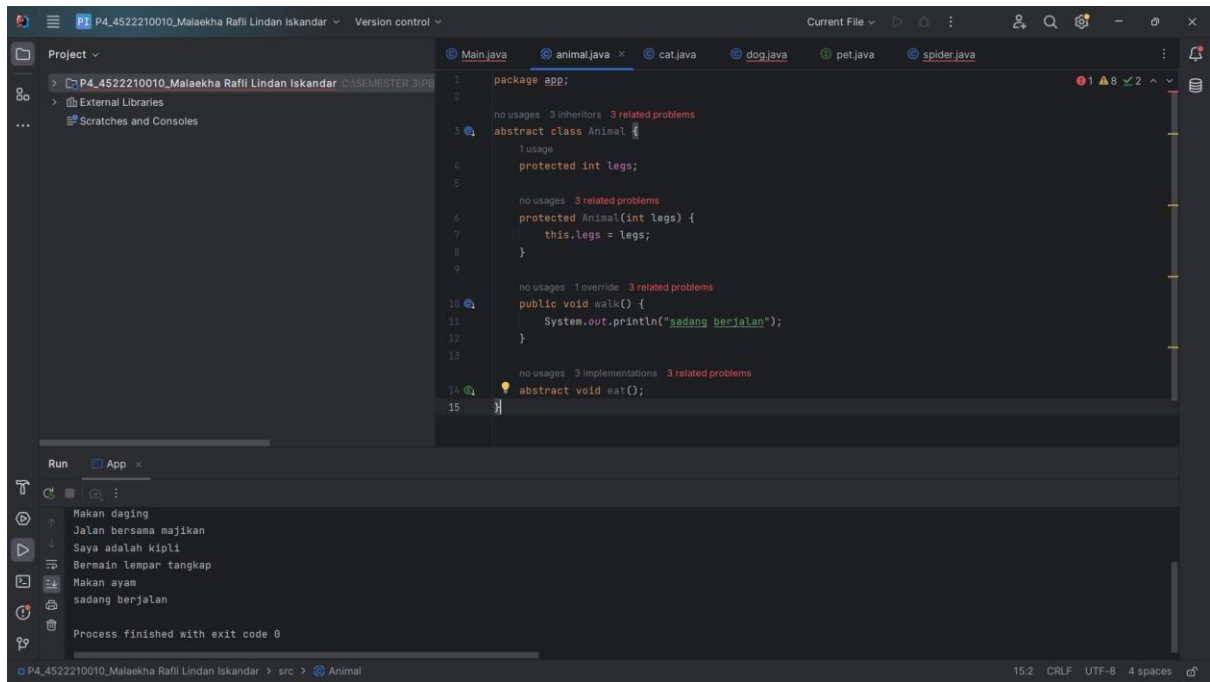 PI P4_4522210010_Malaekha Rafli Lindan Iskandar Version control Current File
Project
P4_4522210010_Malaekha Rafli Lindan Iskandar C:\SEMESTER 3\PB
External Libraries
Scratches and Consoles
Main.java animal.java cat.java dog.java pet.java spider.java
1 package app; 1 8 2
2
no usages 3 inheritors 3 related problems
3 abstract class Animal {
1 usage
4 protected int legs;
5
no usages 3 related problems
6 protected Animal(int legs) {
7 this.legs = legs;
8 }
9
no usages 1 override 3 related problems
10 public void walk() {
11 System.out.println("sadang berjalan");
12 }
13
no usages 3 implementations 3 related problems
14 abstract void eat();
15 }
Run App
Makan daging
Jalan bersama majikan
Saya adalah kipli
Bermain lempar tangkap
Makan ayam
sadang berjalan
Process finished with exit code 0
P4_4522210010_Malaekha Rafli Lindan Iskandar > src > Animal 15:2 CRLF UTF-8 4 spaces